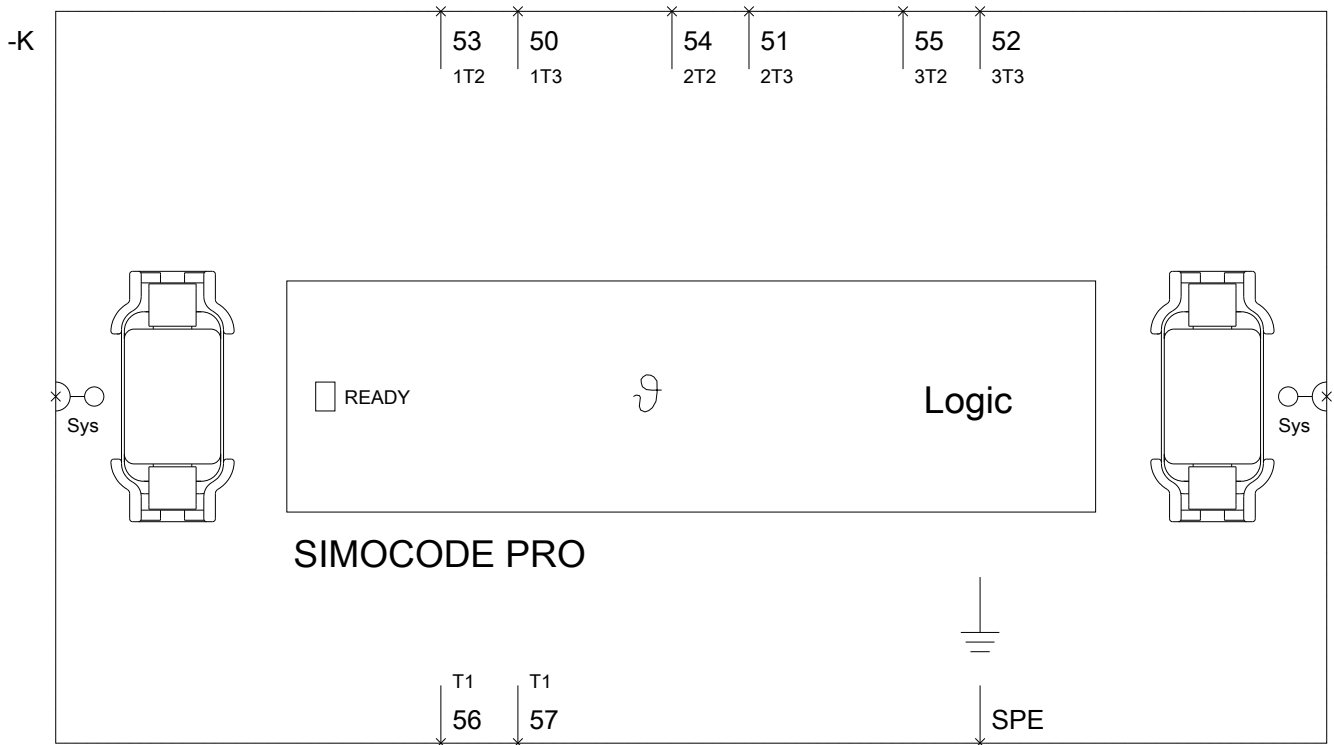 -K 53 50 54 51 55 52
1T2 1T3 2T2 2T3 3T2 3T3
READY ϑ Logic
Sys Sys
SIMOCODE PRO
T1 T1
56 57 SPE